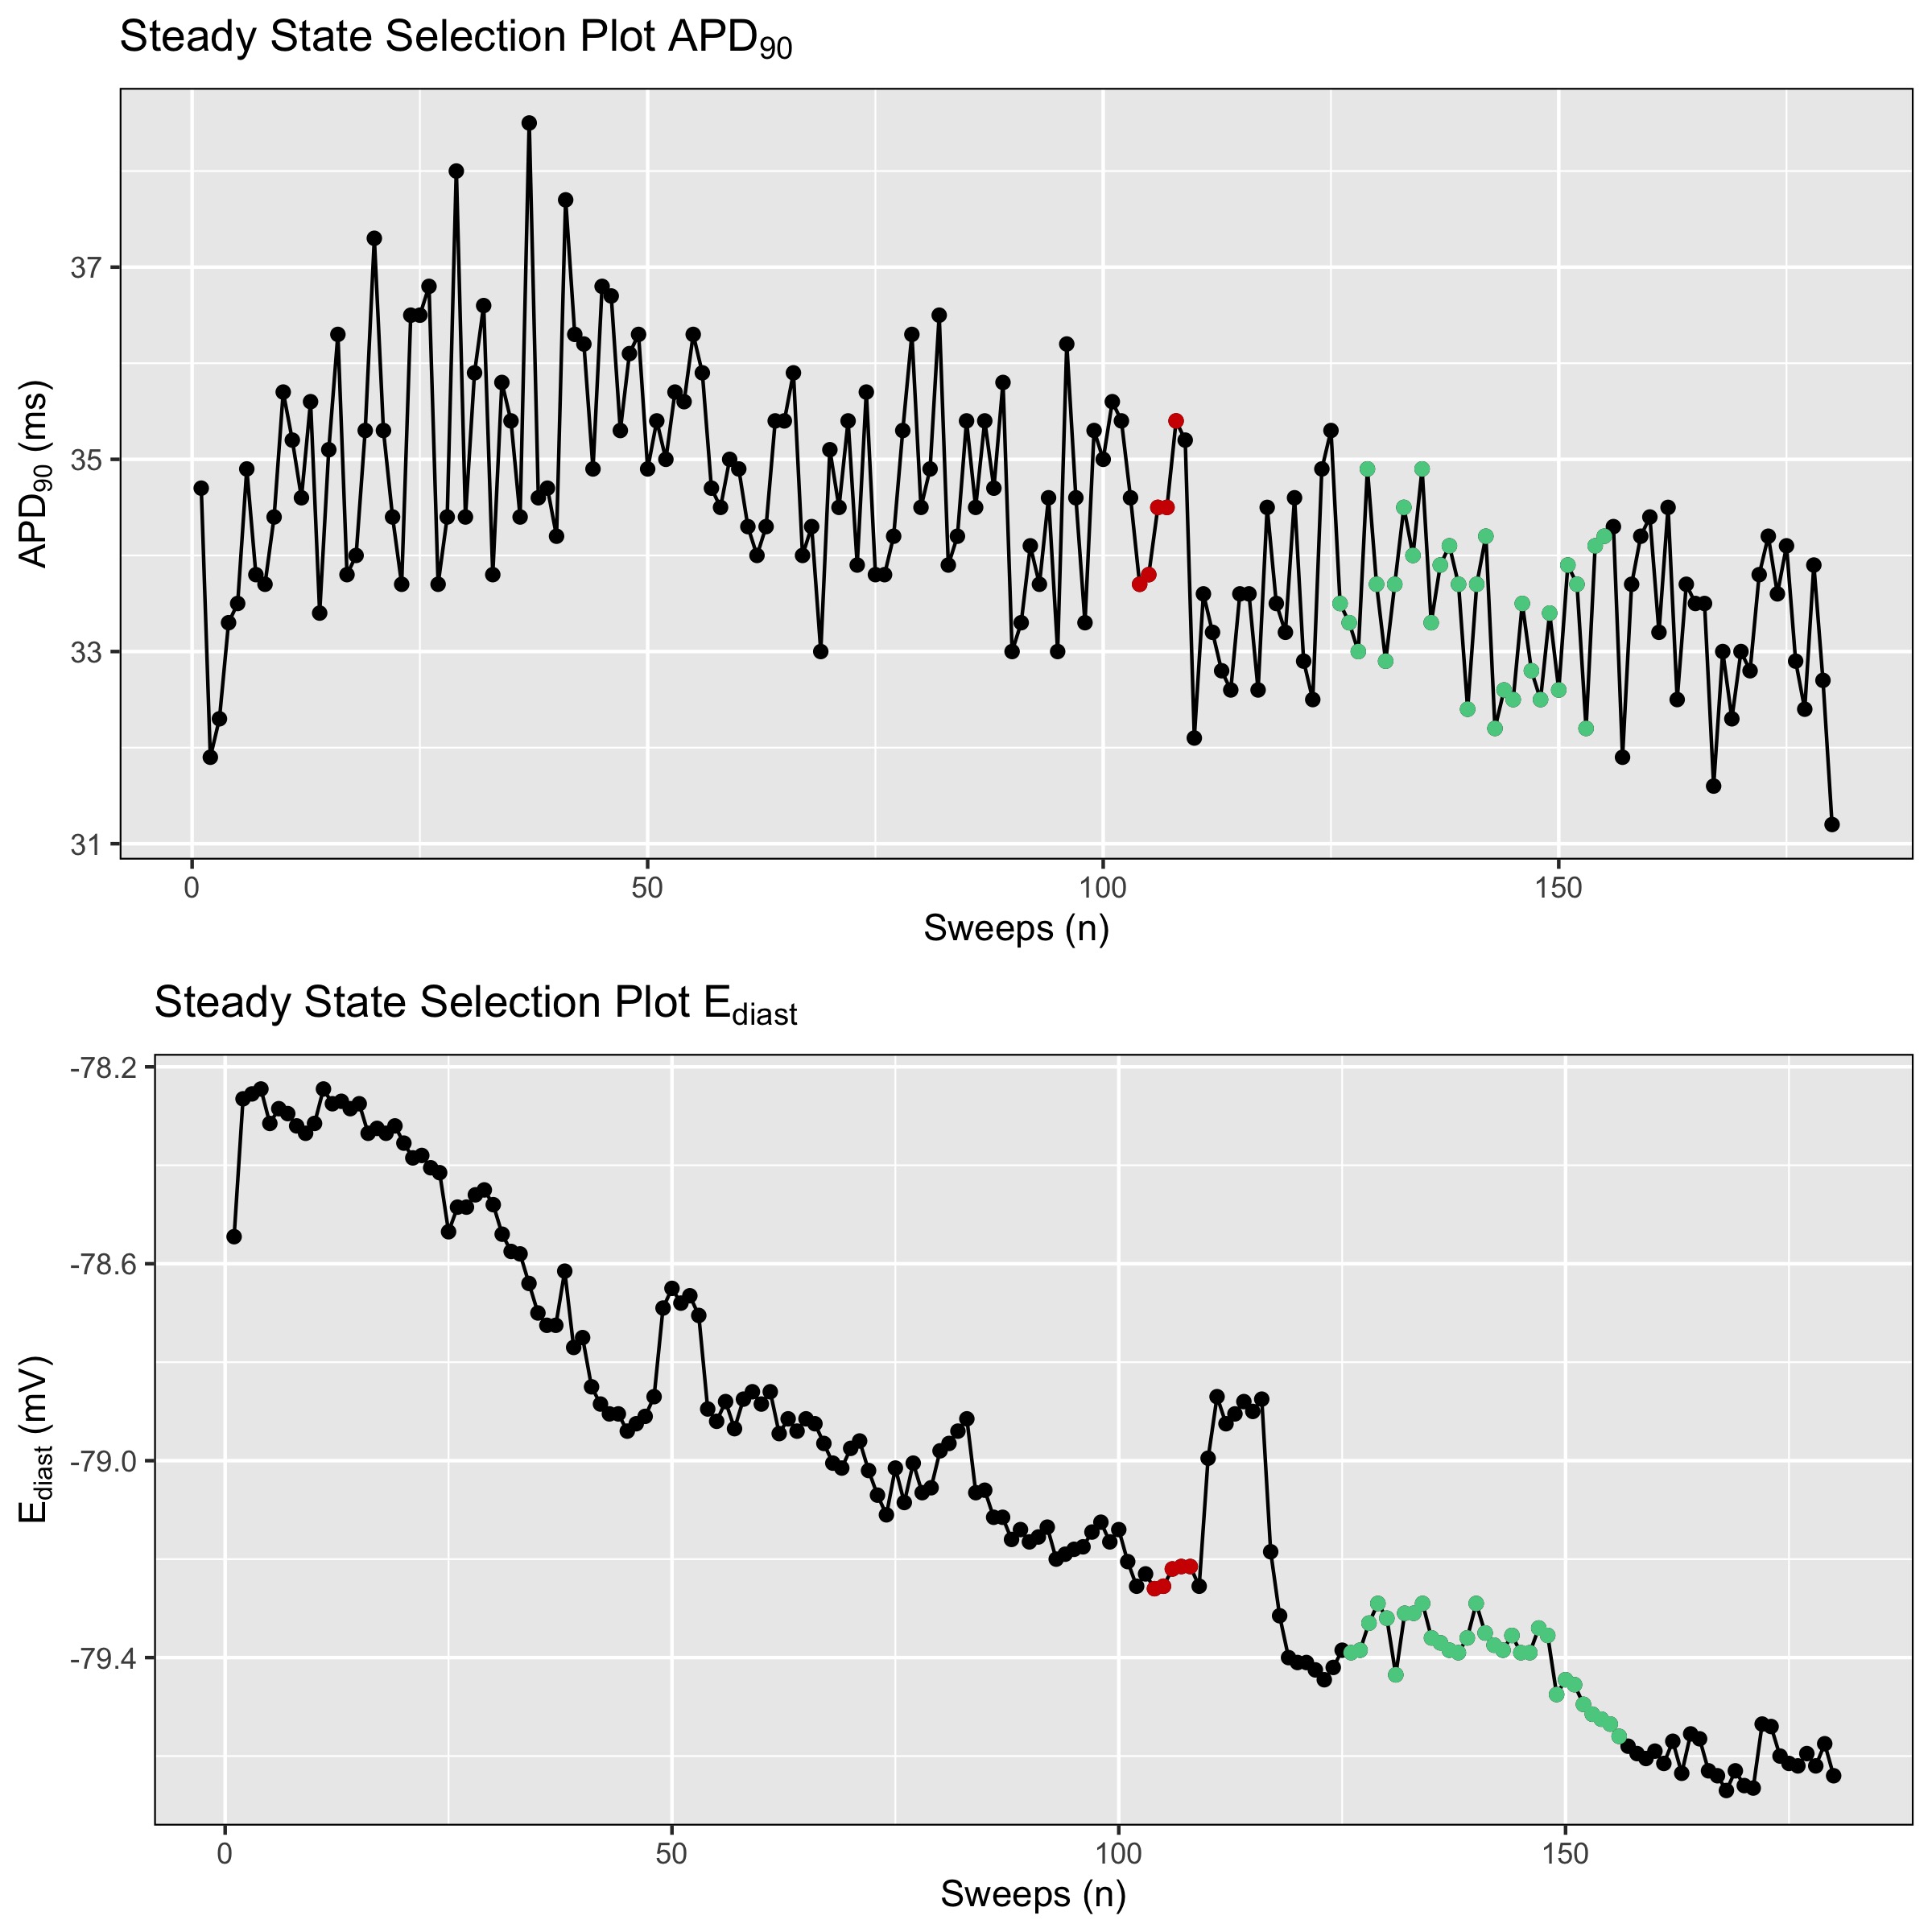 Steady State Selection Plot APD90
APD90 (ms)
37
35
33
31
0 50 100 150
Sweeps (n)
Steady State Selection Plot Ediast
Ediast (mV)
-78.2
-78.6
-79.0
-79.4
0 50 100 150
Sweeps (n)